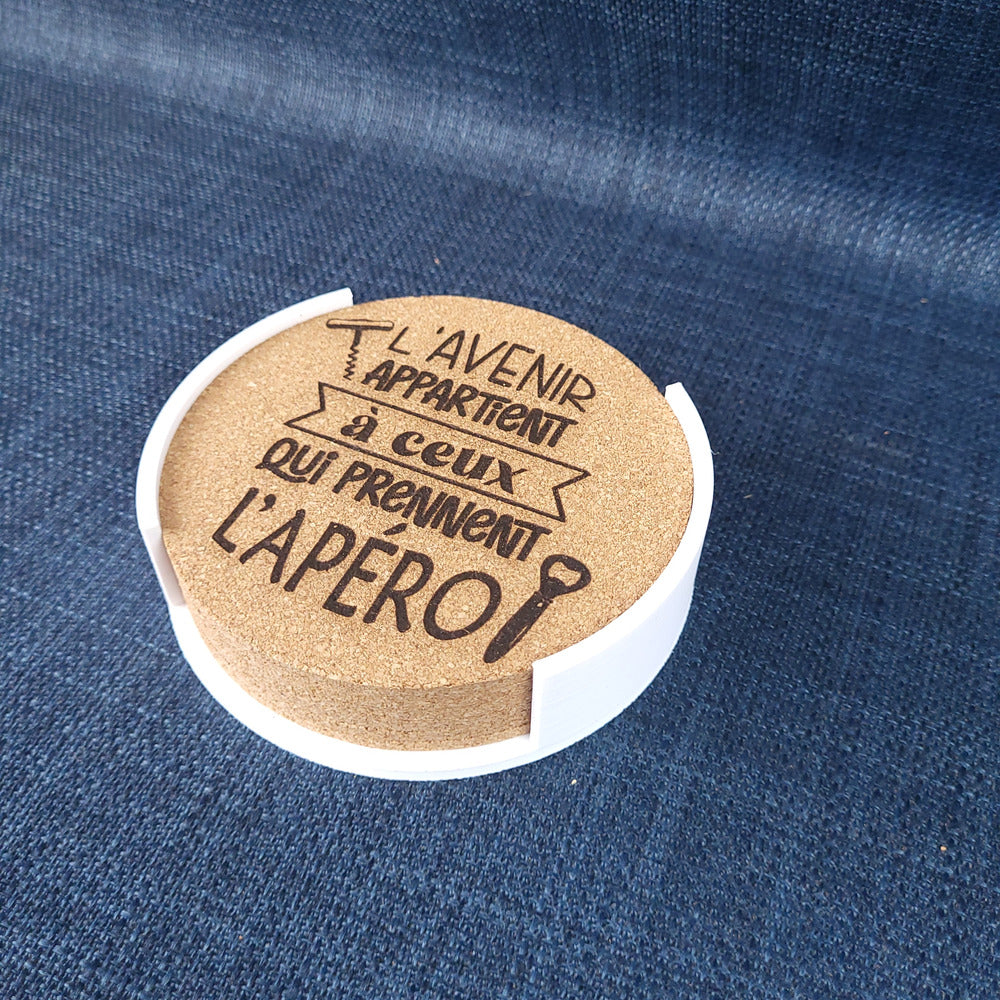 L'AVENIR
APPARTIENT
à ceux
QUI PRENNENT
L'APÉRO